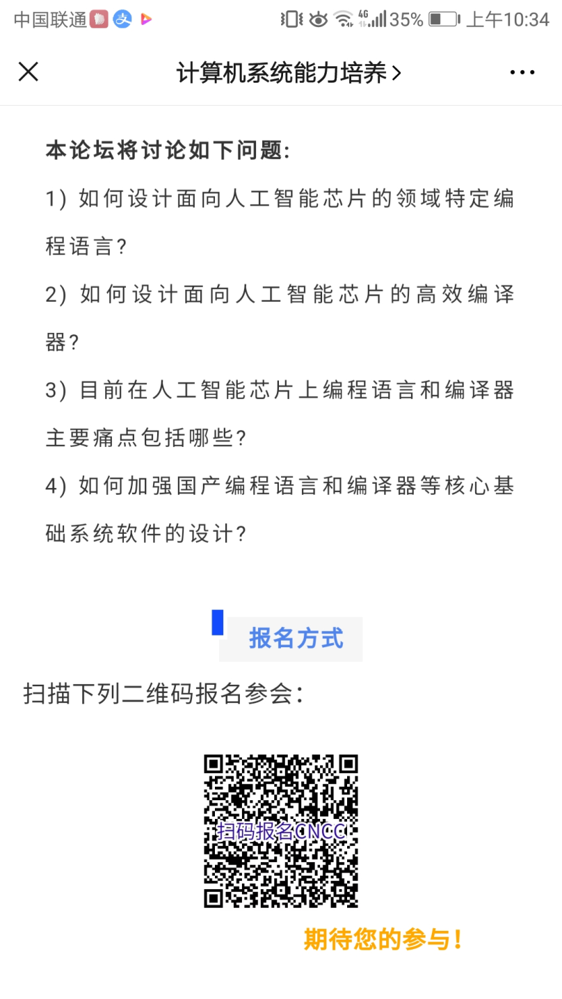 中国联通 4G 35% 上午10:34
计算机系统能力培养
本论坛将讨论如下问题:
1) 如何设计面向人工智能芯片的领域特定编
程语言?
2) 如何设计面向人工智能芯片的高效编译
器?
3) 目前在人工智能芯片上编程语言和编译器
主要痛点包括哪些?
4) 如何加强国产编程语言和编译器等核心基
础系统软件的设计?
报名方式
扫描下列二维码报名参会：
扫码报名CNCC
期待您的参与！